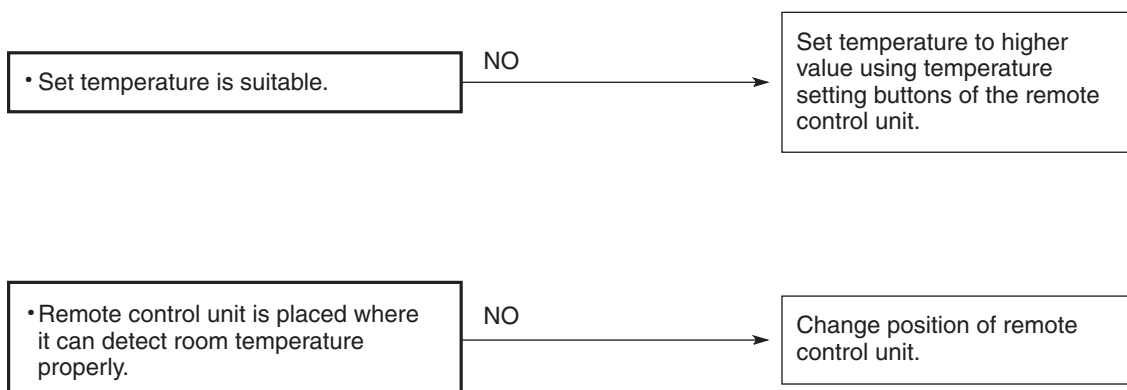 • Set temperature is suitable.
NO
Set temperature to higher
value using temperature
setting buttons of the remote
control unit.
• Remote control unit is placed where
it can detect room temperature
properly.
NO
Change position of remote
control unit.